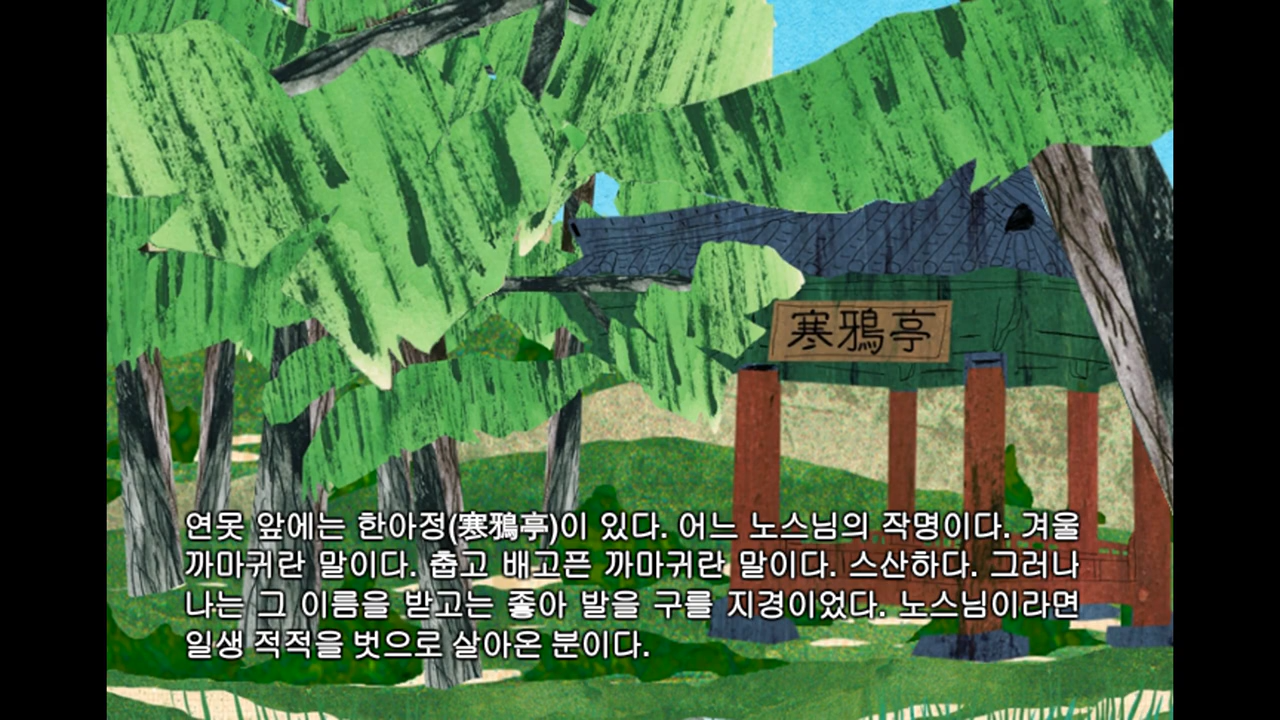 寒鴉亭
연못 앞에는 한아정(寒鴉亭)이 있다. 어느 노스님의 작명이다. 겨울
까마귀란 말이다. 춥고 배고픈 까마귀란 말이다. 스산하다. 그러나
나는 그 이름을 받고는 좋아 발을 구를 지경이었다. 노스님이라면
일생 적적을 벗으로 살아온 분이다.